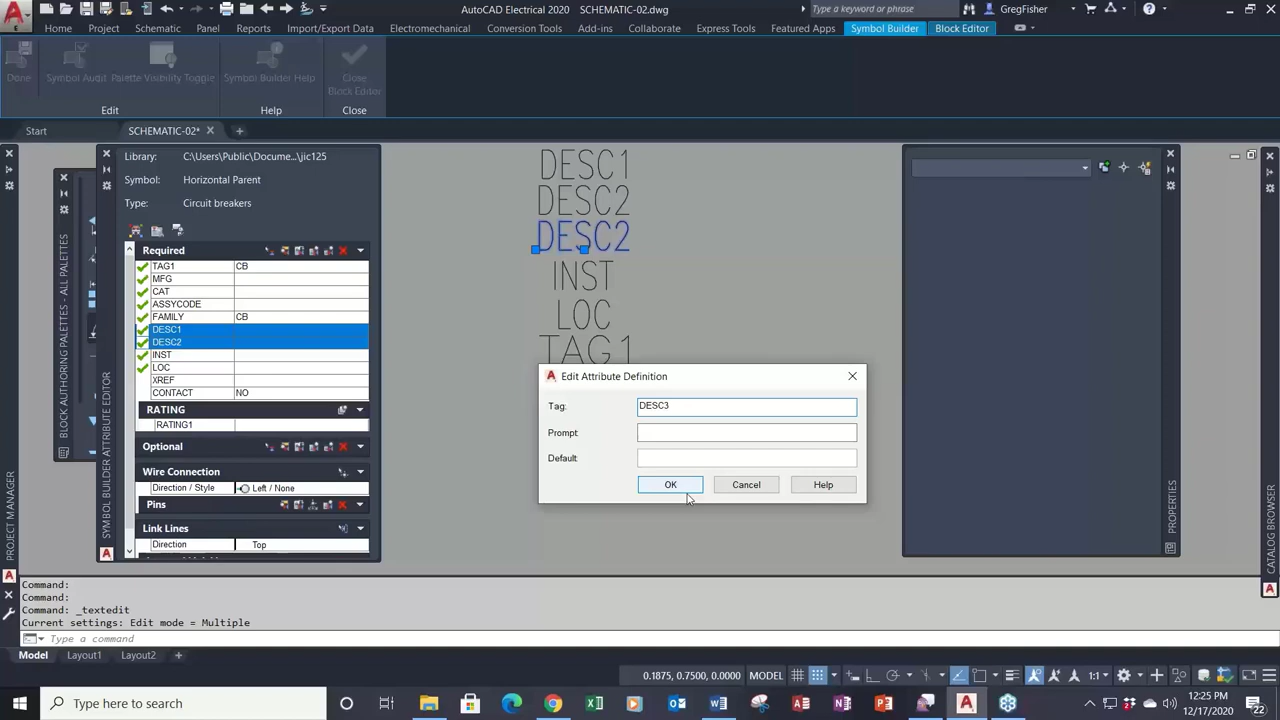 AutoCAD Electrical 2020 SCHEMATIC-02.dwg
Type a keyword or phrase
GregFisher
Home Project Schematic Panel Reports Import/Export Data Electromechanical Conversion Tools Add-ins Collaborate Express Tools Featured Apps Symbol Builder Block Editor
Done Symbol Audit Palette Visibility Toggle Symbol Builder Help Close
Block Editor
Edit Help Close
Start SCHEMATIC-02*
Library: C:\Users\Public\Docume...\jic125
Symbol: Horizontal Parent
Type: Circuit breakers
Required
TAG1 CB
MFG
CAT
ASSYCODE
FAMILY CB
DESC1
DESC2
INST
LOC
XREF
CONTACT NO
RATING
RATING1
Optional
Wire Connection
Direction / Style Left / None
Pins
Link Lines
Direction Top
PROJECT MANAGER
BLOCK AUTHORING PALETTES - ALL PALETTES
SYMBOL BUILDER ATTRIBUTE EDITOR
DESC1
DESC2
DESC2
INST
LOC
TAG1
Edit Attribute Definition
Tag: DESC3
Prompt:
Default:
OK Cancel Help
PROPERTIES
CATALOG BROWSER
Command:
Command:
Command: _textedit
Current settings: Edit mode = Multiple
Type a command
Model Layout1 Layout2
0.1875, 0.7500, 0.0000 MODEL 1:1
Type here to search
12:25 PM
12/17/2020
22